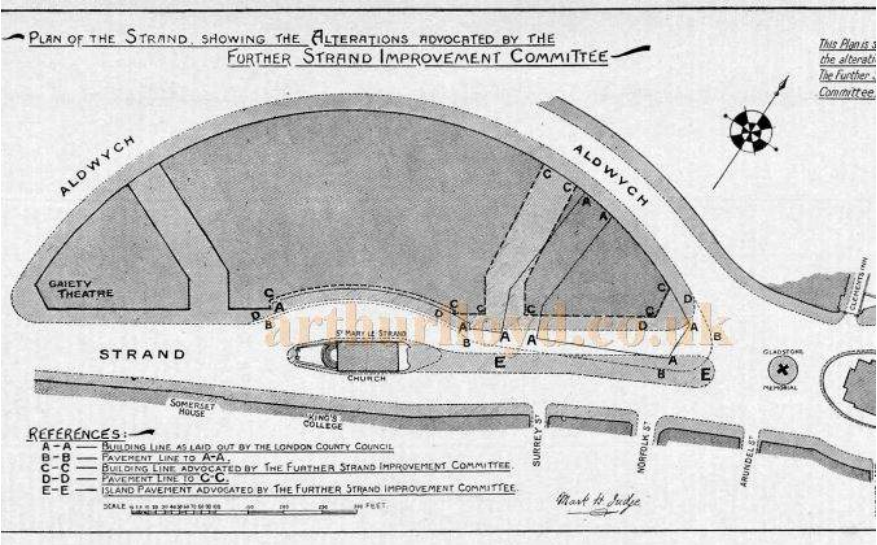 PLAN OF THE STRAND, SHOWING THE ALTERATIONS ADVOCATED BY THE
FURTHER STRAND IMPROVEMENT COMMITTEE
This Plan is
the alterati
The Further
Committee.
ALDWYCH
ALDWYCH
C
C
A
A
GAIETY
THEATRE
C
A
D
B
C
D
A
B
C
A
C
A
D
C
D
A
B
A
B
CLEMENTS INN
arthurlloyd.co.uk
STRAND
ST MARY LE STRAND
CHURCH
E
E
GLADSTONE
MEMORIAL
SOMERSET
HOUSE
KING'S
COLLEGE
SURREY ST
NORFOLK ST
ARUNDEL ST
REFERENCES:
A-A — BUILDING LINE AS LAID OUT BY THE LONDON COUNTY COUNCIL
B-B — PAVEMENT LINE TO A-A.
C-C — BUILDING LINE ADVOCATED BY THE FURTHER STRAND IMPROVEMENT COMMITTEE.
D-D — PAVEMENT LINE TO C-C.
E-E — ISLAND PAVEMENT ADVOCATED BY THE FURTHER STRAND IMPROVEMENT COMMITTEE.
SCALE FEET.
Mark H. Judge